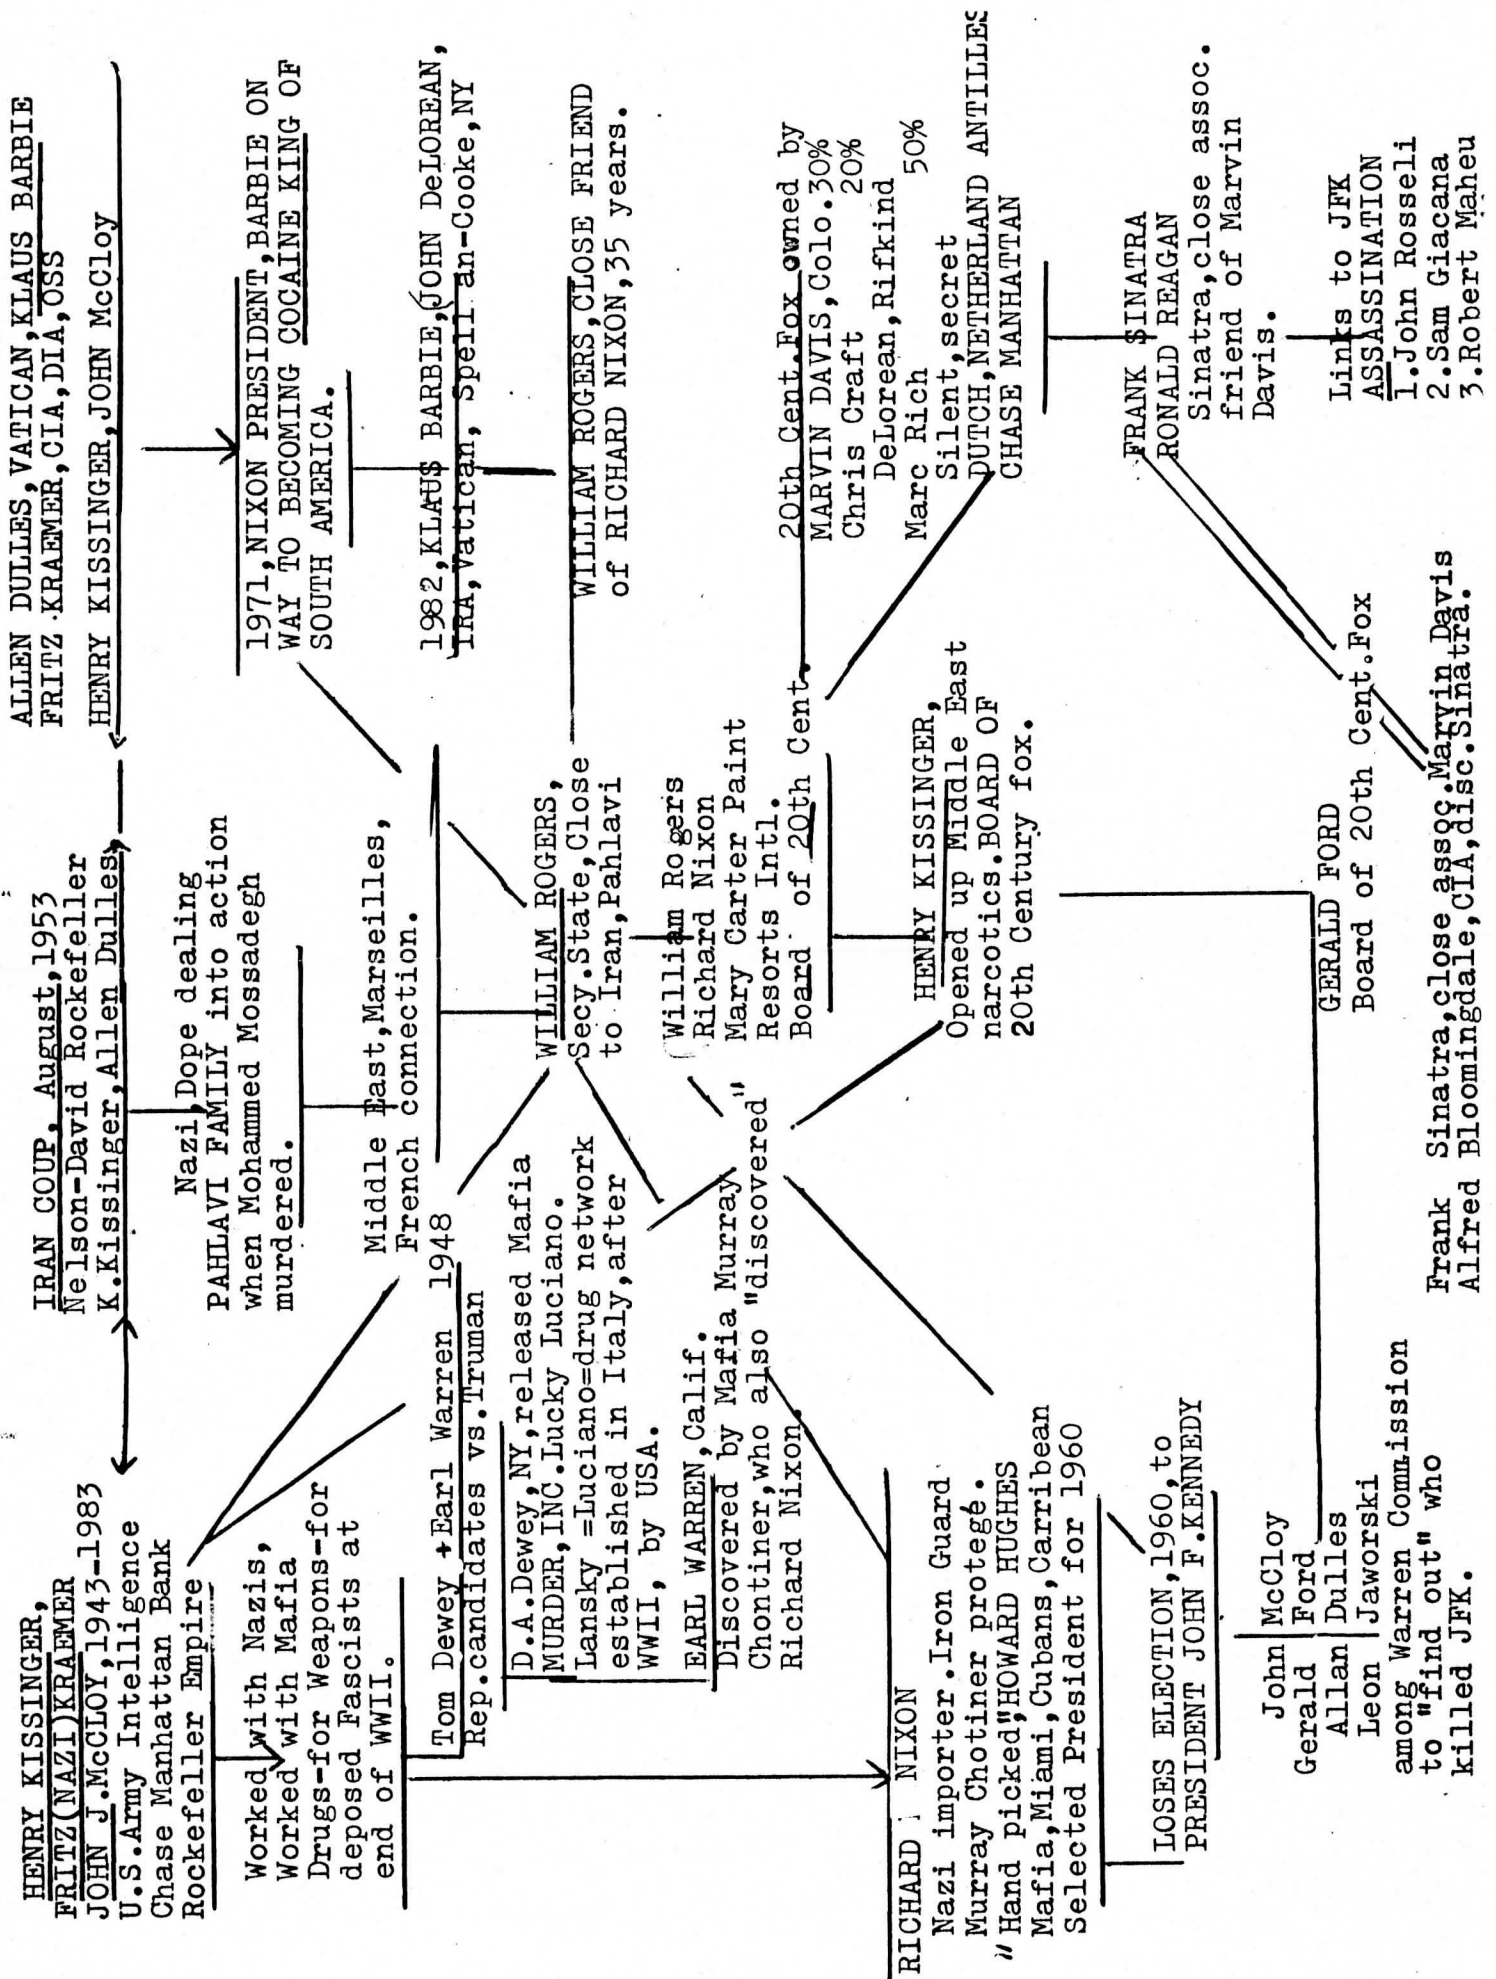 HENRY KISSINGER,
FRITZ(NAZI)KRAEMER
JOHN J.McCLOY,1943-1983
U.S.Army Intelligence
Chase Manhattan Bank
Rockefeller Empire
Worked with Nazis,
Worked with Mafia
Drugs-for Weapons-for
deposed Fascists at
end of WWII.
Tom Dewey +Earl Warren 1948
Rep.candidates vs.Truman
D.A.Dewey,NY,released Mafia
MURDER,INC.Lucky Luciano.
Lansky =Luciano=drug network
established in Italy,after
WWII, by USA.
EARL WARREN,Calif.
Discovered by Mafia Murray
Chontiner,who also "discovered"
Richard Nixon.
RICHARD NIXON
Nazi importer.Iron Guard
Murray Chotiner protegé.
"Hand picked"HOWARD HUGHES
Mafia,Miami,Cubans,Carribean
Selected President for 1960
LOSES ELECTION,1960,to
PRESIDENT JOHN F.KENNEDY
John McCloy
Gerald Ford
Allan Dulles
Leon Jaworski
among Warren Commission
to "find out" who
killed JFK.
IRAN COUP, August,1953
Nelson-David Rockefeller
K.Kissinger,Allen Dulles,
Nazi,Dope dealing
PAHLAVI FAMILY into action
when Mohammed Mossadegh
murdered.
Middle East,Marseilles,
French connection.
WILLIAM ROGERS,
Secy.State,Close
to Iran,Pahlavi
William Rogers
Richard Nixon
Mary Carter Paint
Resorts Intl.
Board of 20th Cent.
HENRY KISSINGER,
Opened up Middle East
narcotics.BOARD OF
20th Century fox.
GERALD FORD
Board of 20th Cent.Fox
Frank Sinatra,close assoc.Marvin Davis
Alfred Bloomingdale,CIA,disc.Sinatra.
ALLEN DULLES,VATICAN,KLAUS BARBIE
FRITZ KRAEMER,CIA,DIA,OSS
HENRY KISSINGER,JOHN McCloy
1971,NIXON PRESIDENT,BARBIE ON
WAY TO BECOMING COCAINE KING OF
SOUTH AMERICA.
1982,KLAUS BARBIE,JOHN DeLOREAN,
IRA,Vatican, Spell an-Cooke,NY
WILLIAM ROGERS,CLOSE FRIEND
of RICHARD NIXON,35 years.
20th Cent.Fox owned by
MARVIN DAVIS,Colo.30%
Chris Craft 20%
DeLorean,Rifkind
Marc Rich 50%
Silent,secret
DUTCH,NETHERLAND ANTILLES
CHASE MANHATTAN
FRANK SINATRA
RONALD REAGAN
Sinatra,close assoc.
friend of Marvin
Davis.
Links to JFK
ASSASSINATION
1.John Rosseli
2.Sam Giacana
3.Robert Maheu